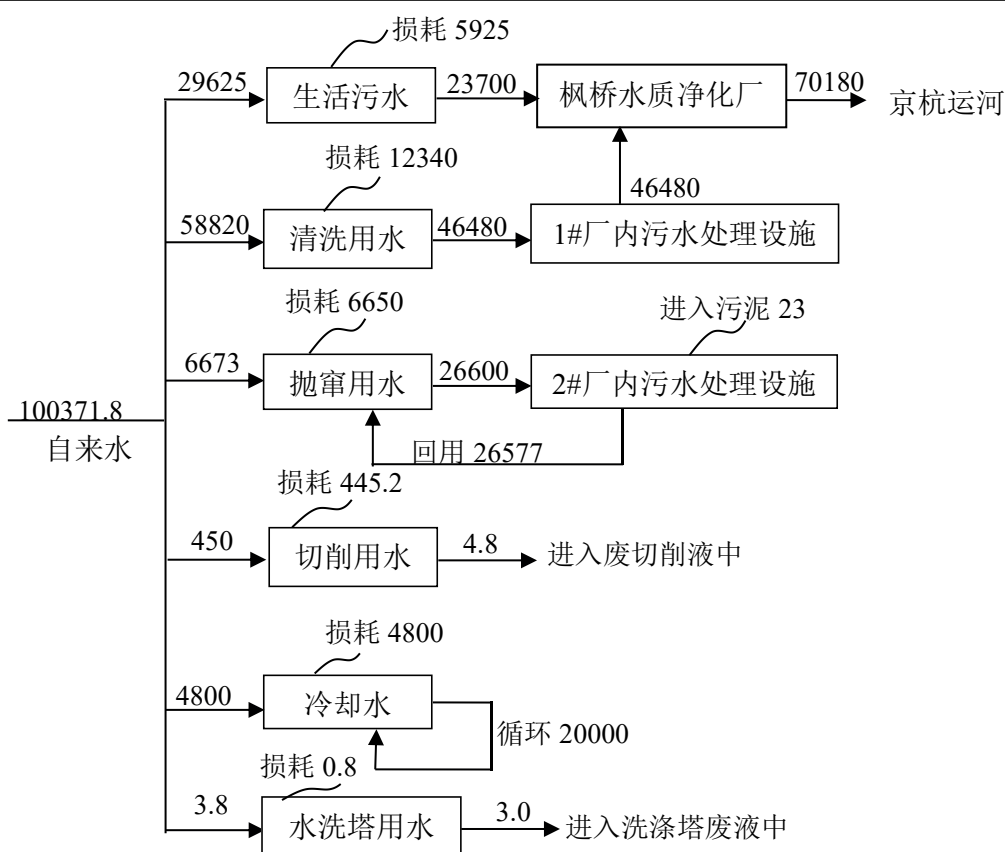 损耗 5925
29625
生活污水
23700
枫桥水质净化厂
70180
京杭运河
损耗 12340
46480
58820
清洗用水
46480
1#厂内污水处理设施
损耗 6650
进入污泥 23
6673
抛窜用水
26600
2#厂内污水处理设施
100371.8
自来水
回用 26577
损耗 445.2
450
切削用水
4.8
进入废切削液中
损耗 4800
4800
冷却水
循环 20000
损耗 0.8
3.8
水洗塔用水
3.0
进入洗涤塔废液中